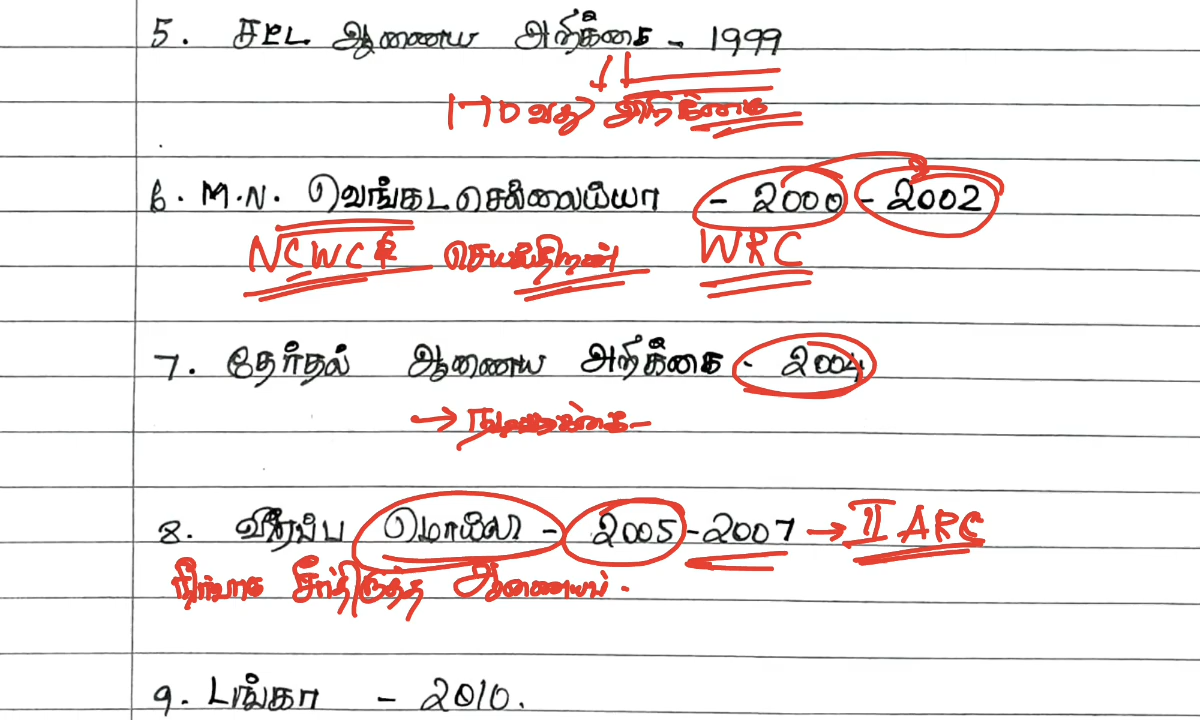 5. சட்ட ஆணைய அறிக்கை - 1999
170 வது அறிக்கை
6. M.N. வெங்கடசெல்லையா - 2000 - 2002
செயல்திறன் WRC
7. தேர்தல் ஆணைய அறிக்கை - 2004
→
8. வீரப்ப மொய்லி - 2005 - 2007 → II ARC
நிர்வாக சீர்திருத்த ஆணையம்.
9. டங்கா - 2010.